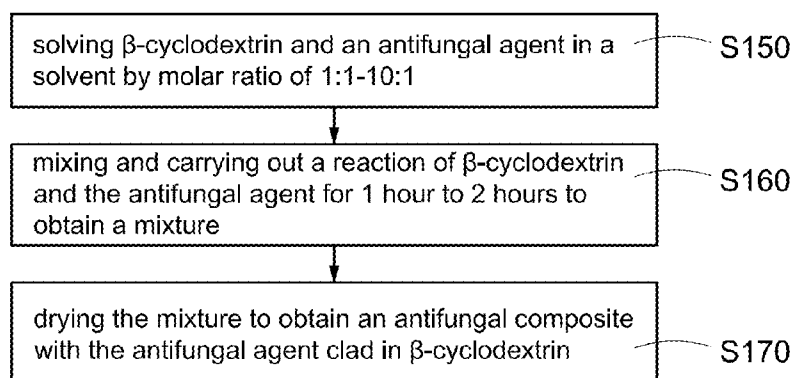 solving β-cyclodextrin and an antifungal agent in a
solvent by molar ratio of 1:1-10:1
S150
mixing and carrying out a reaction of β-cyclodextrin
and the antifungal agent for 1 hour to 2 hours to
obtain a mixture
S160
drying the mixture to obtain an antifungal composite
with the antifungal agent clad in β-cyclodextrin
S170